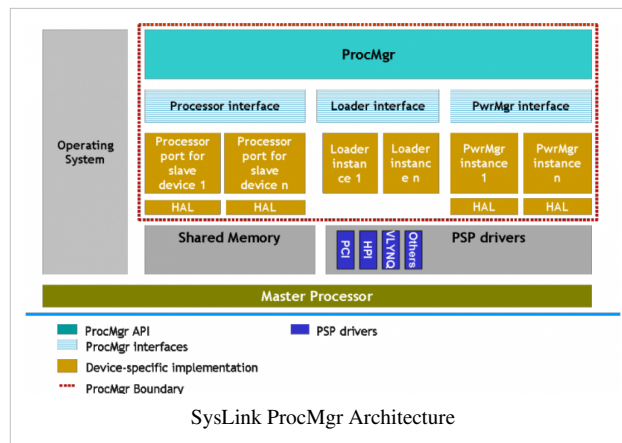 ProcMgr
Processor interface
Loader interface
PwrMgr interface
Operating
System
Processor
port for
slave
device 1
Processor
port for
slave
device n
Loader
instan
ce 1
Loader
instanc
e n
PwrMgr
instance
1
PwrMgr
instance
n
HAL
HAL
HAL
HAL
Shared Memory
PCI
HPI
VLYNQ
Others
PSP drivers
Master Processor
ProcMgr API
PSP drivers
ProcMgr interfaces
Device-specific implementation
ProcMgr Boundary
SysLink ProcMgr Architecture